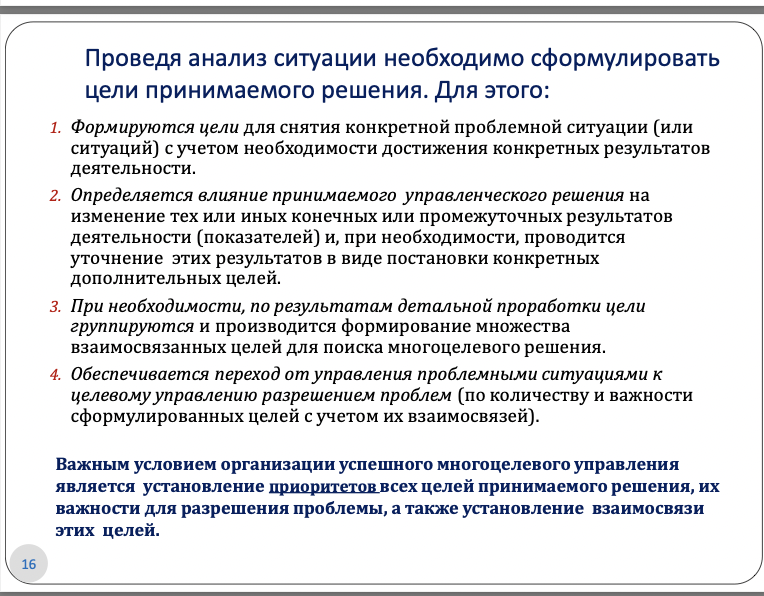 Проведя анализ ситуации необходимо сформулировать
цели принимаемого решения. Для этого:
1. Формируются цели для снятия конкретной проблемной ситуации (или
ситуаций) с учетом необходимости достижения конкретных результатов
деятельности.
2. Определяется влияние принимаемого управленческого решения на
изменение тех или иных конечных или промежуточных результатов
деятельности (показателей) и, при необходимости, проводится
уточнение этих результатов в виде постановки конкретных
дополнительных целей.
3. При необходимости, по результатам детальной проработки цели
группируются и производится формирование множества
взаимосвязанных целей для поиска многоцелевого решения.
4. Обеспечивается переход от управления проблемными ситуациями к
целевому управлению разрешением проблем (по количеству и важности
сформулированных целей с учетом их взаимосвязей).
Важным условием организации успешного многоцелевого управления
является установление приоритетов всех целей принимаемого решения, их
важности для разрешения проблемы, а также установление взаимосвязи
этих целей.
16